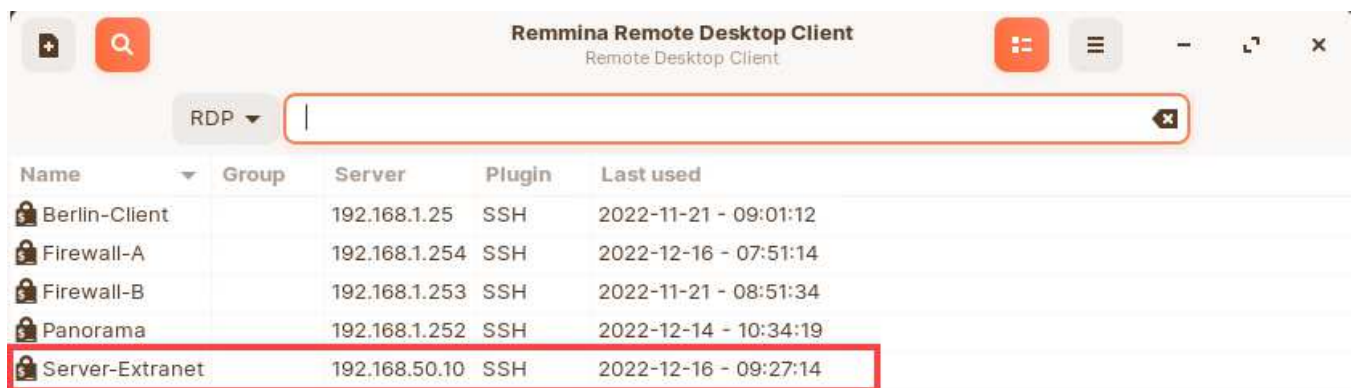 Remmina Remote Desktop Client
Remote Desktop Client
RDP
Name Group Server Plugin Last used
Berlin-Client 192.168.1.25 SSH 2022-11-21 - 09:01:12
Firewall-A 192.168.1.254 SSH 2022-12-16 - 07:51:14
Firewall-B 192.168.1.253 SSH 2022-11-21 - 08:51:34
Panorama 192.168.1.252 SSH 2022-12-14 - 10:34:19
Server-Extranet 192.168.50.10 SSH 2022-12-16 - 09:27:14